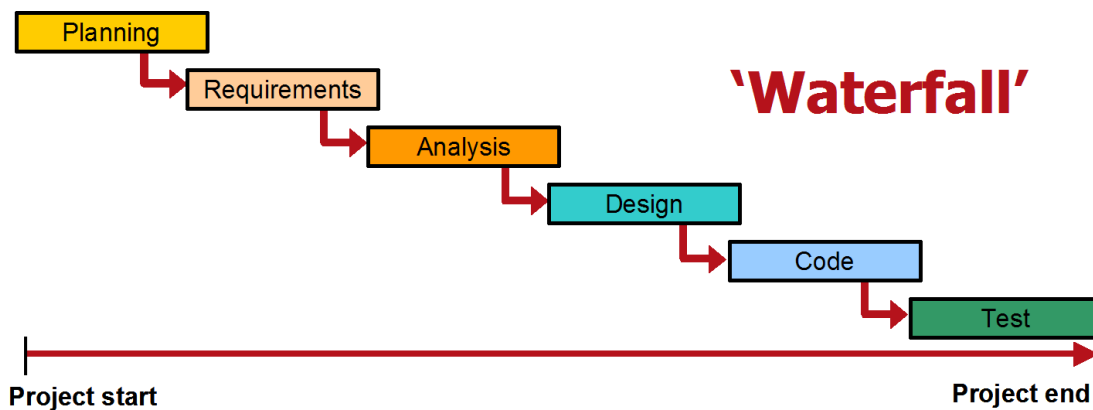 Planning
Requirements
‘Waterfall’
Analysis
Design
Code
Test
Project start
Project end